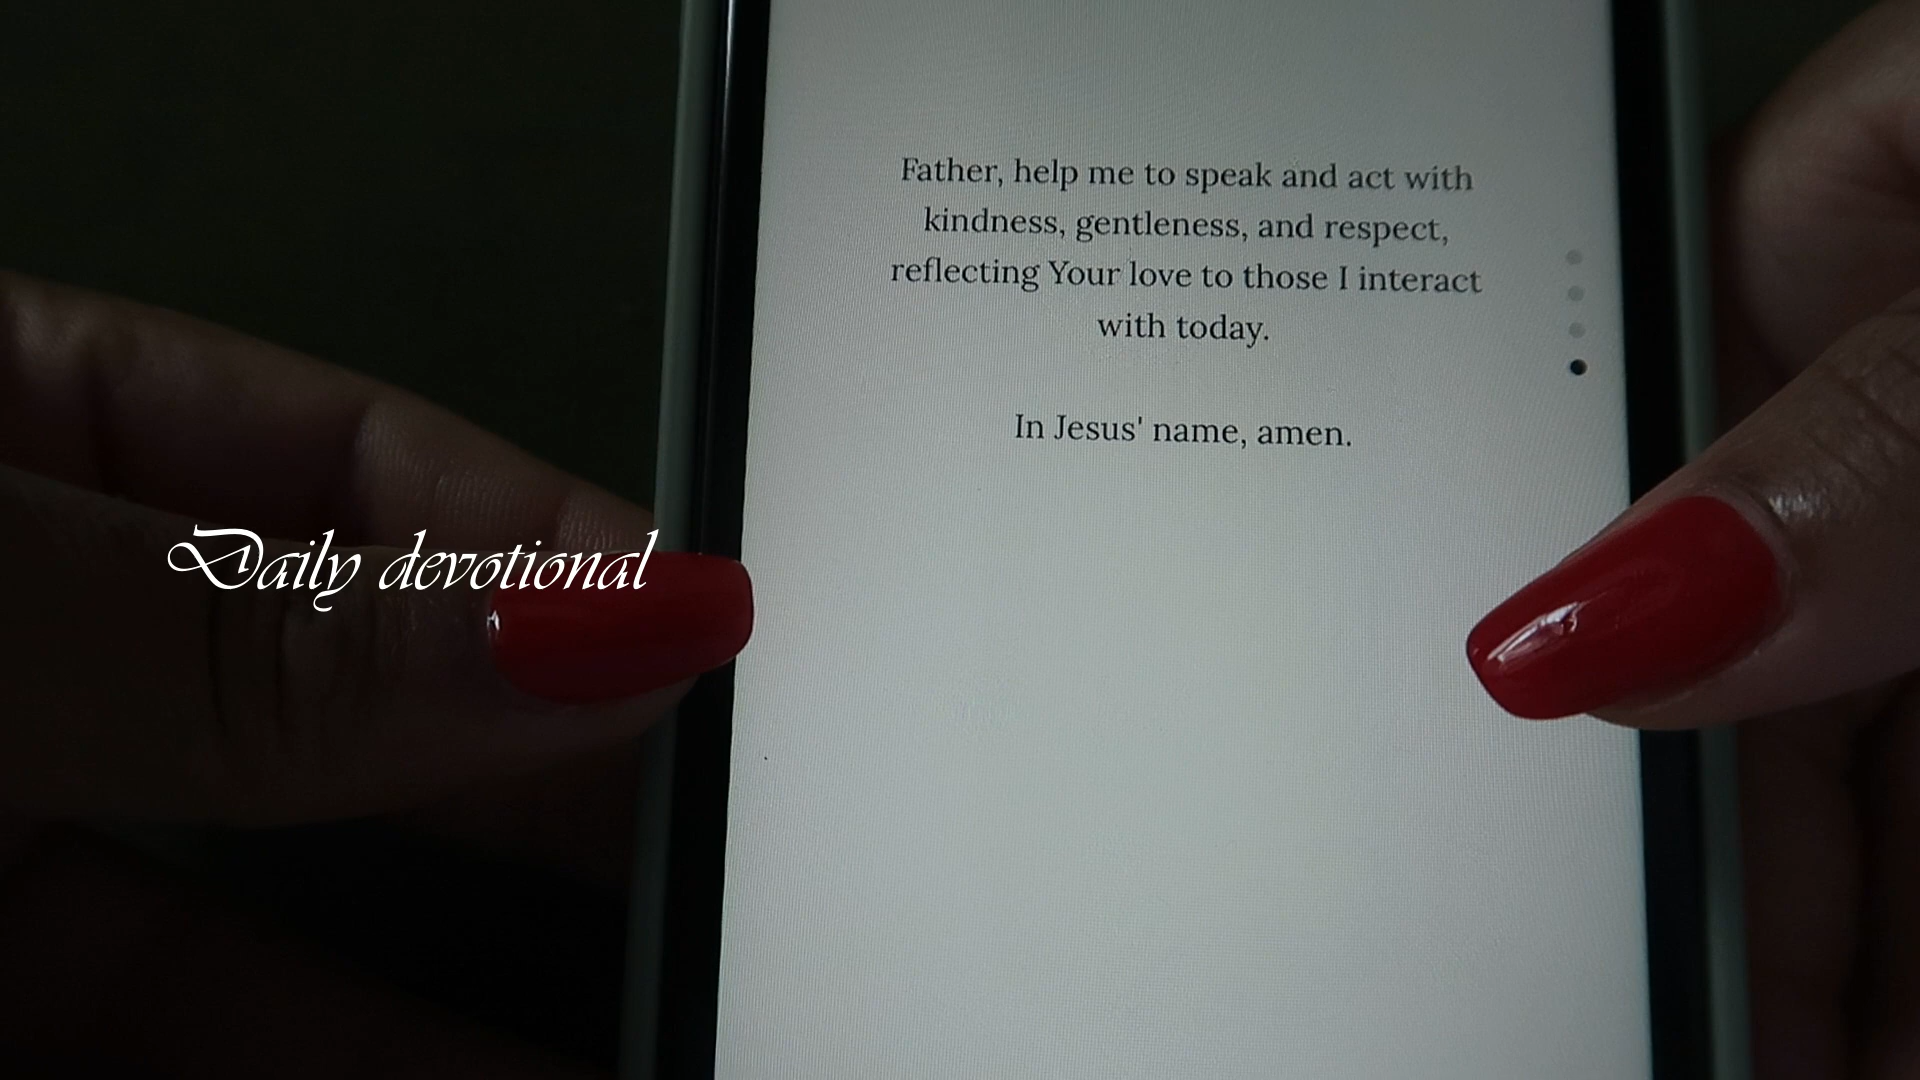 Father, help me to speak and act with
kindness, gentleness, and respect,
reflecting Your love to those I interact
with today.
In Jesus' name, amen.
Daily devotional